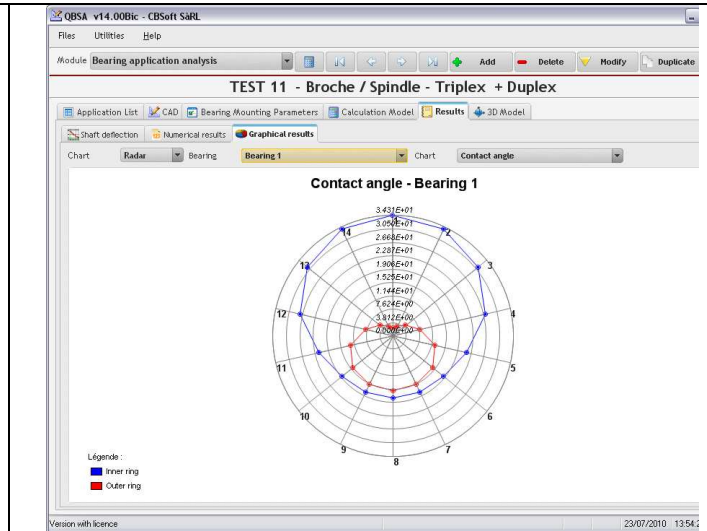 QBSA v14.00Bic - CBSoft SàRL
Files Utilities Help
Module Bearing application analysis Add Delete Modify Duplicate
TEST 11 - Broche / Spindle - Triplex + Duplex
Application List CAD Bearing Mounting Parameters Calculation Model Results 3D Model
Shaft deflection Numerical results Graphical results
Chart Radar Bearing Bearing 1 Chart Contact angle
Contact angle - Bearing 1
3.431E+01
3.050E+01
14 2
2.668E+01
2.287E+01
13 1.906E+01 3
1.525E+01
1.144E+01
7.624E+00
12 3.812E+00 4
0.000E+00
11 5
10 6
9 7
8
Légende :
Inner ring
Outer ring
Version with licence 23/07/2010 13:54:2